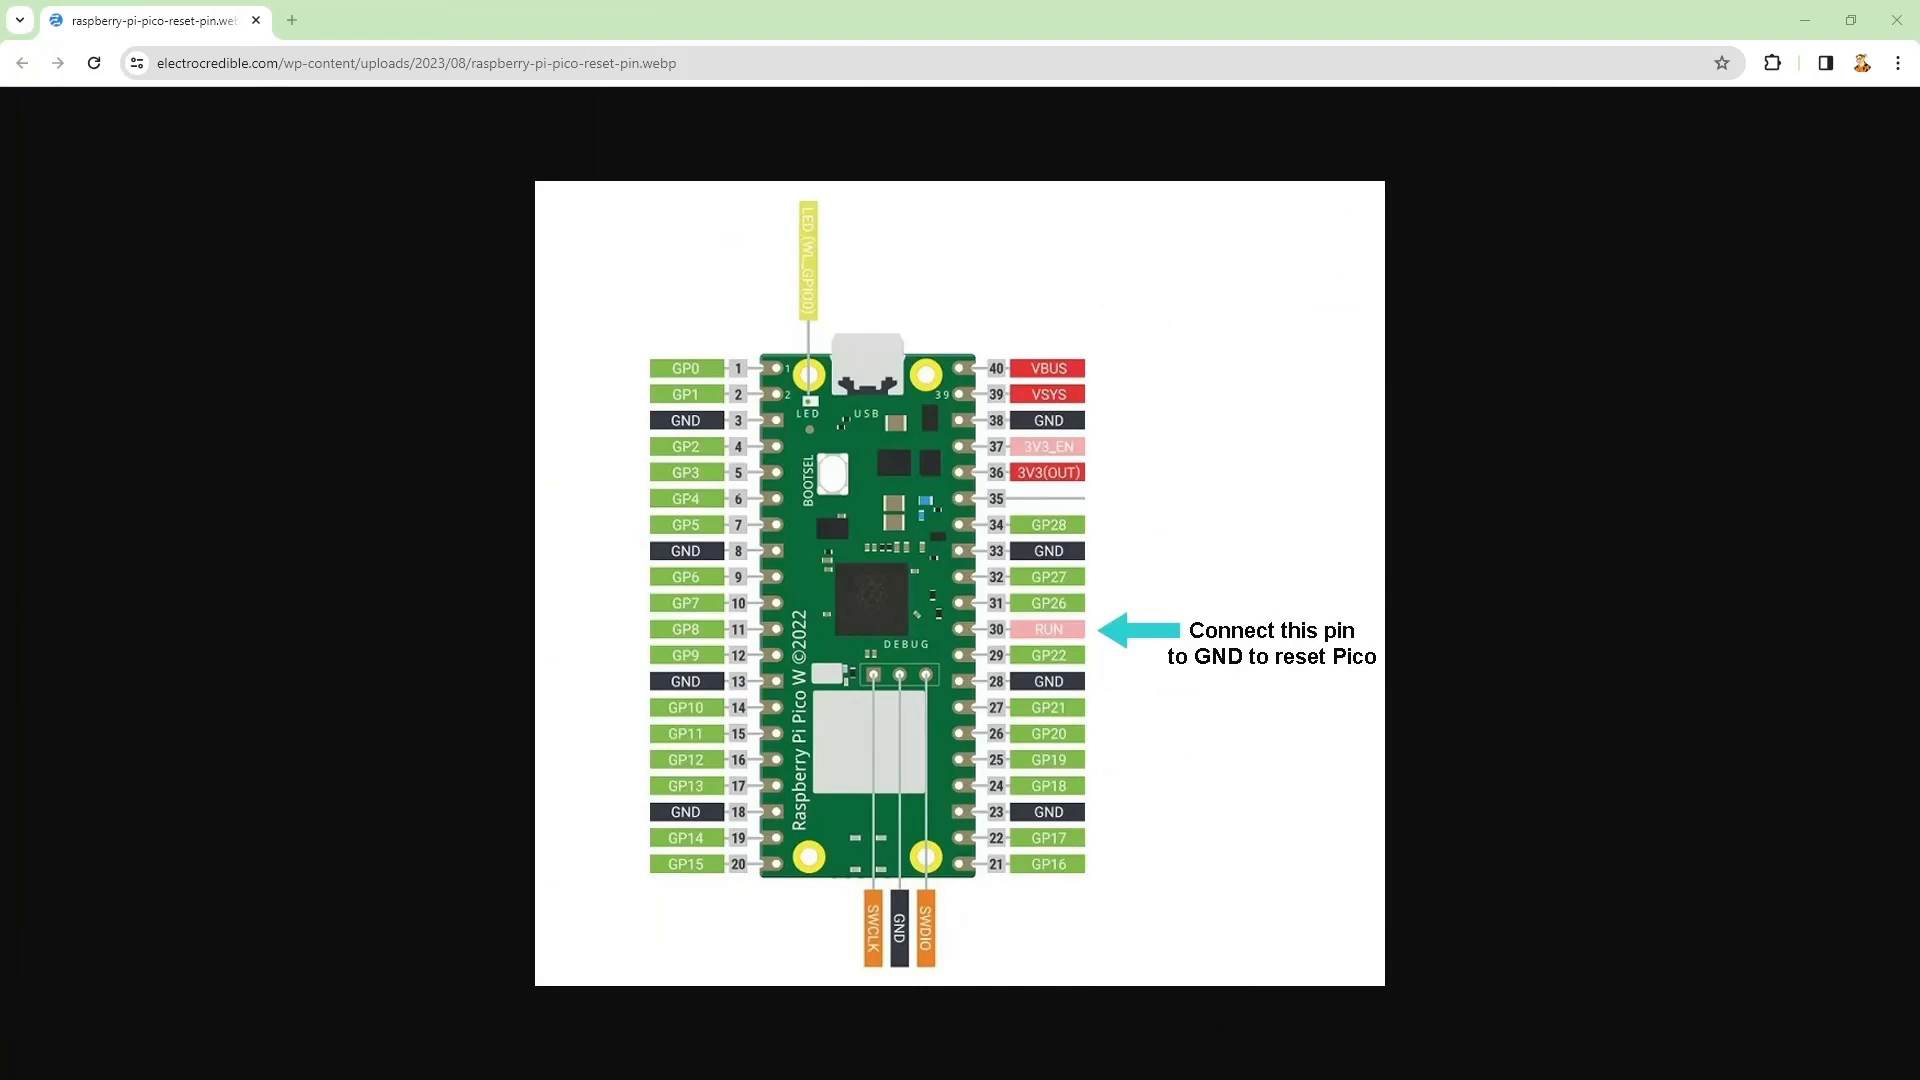 raspberry-pi-pico-reset-pin.we
electrocredible.com/wp-content/uploads/2023/08/raspberry-pi-pico-reset-pin.webp
LED (WL_GPIO0)
GP0 1 1 40 VBUS
GP1 2 2 39 39 VSYS
LED USB
GND 3 38 GND
GP2 4 37 3V3_EN
GP3 5 36 3V3(OUT)
BOOTSEL
GP4 6 35
GP5 7 34 GP28
GND 8 33 GND
GP6 9 32 GP27
GP7 10 31 GP26
GP8 11 30 RUN
Connect this pin
to GND to reset Pico
DEBUG
GP9 12 29 GP22
GND 13 28 GND
GP10 14 27 GP21
GP11 15 26 GP20
GP12 16 25 GP19
GP13 17 24 GP18
Raspberry Pi Pico W ©2022
GND 18 23 GND
GP14 19 22 GP17
GP15 20 21 GP16
SWCLK
GND
SWDIO